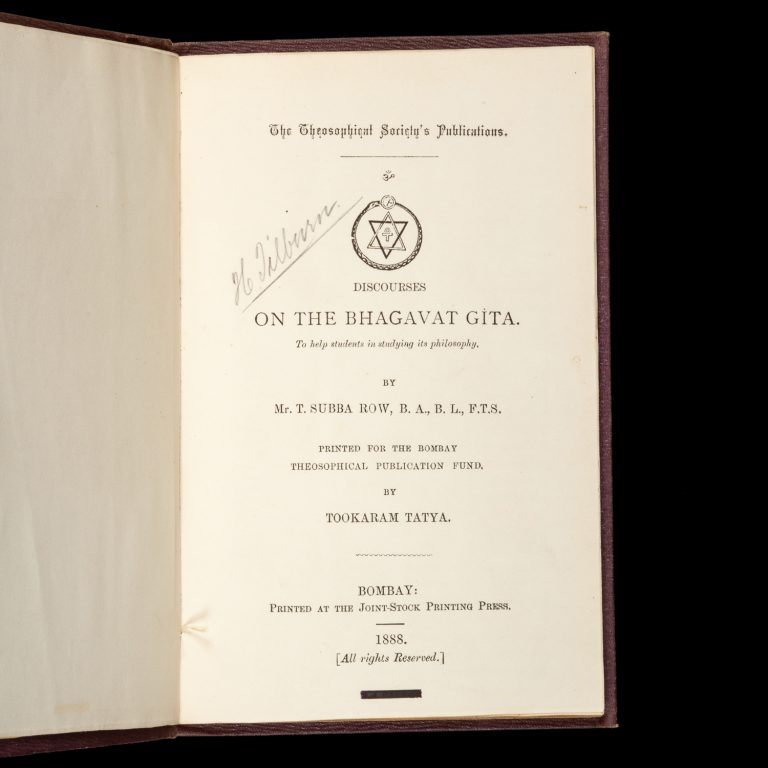 The Theosophical Society's Publications.
ॐ
H Tilburn.
DISCOURSES
ON THE BHAGAVAT GÍTA.
To help students in studying its philosophy.
BY
Mr. T. SUBBA ROW, B. A., B. L., F.T.S.
PRINTED FOR THE BOMBAY
THEOSOPHICAL PUBLICATION FUND.
BY
TOOKARAM TATYA.
BOMBAY:
PRINTED AT THE JOINT-STOCK PRINTING PRESS.
1888.
[All rights Reserved.]